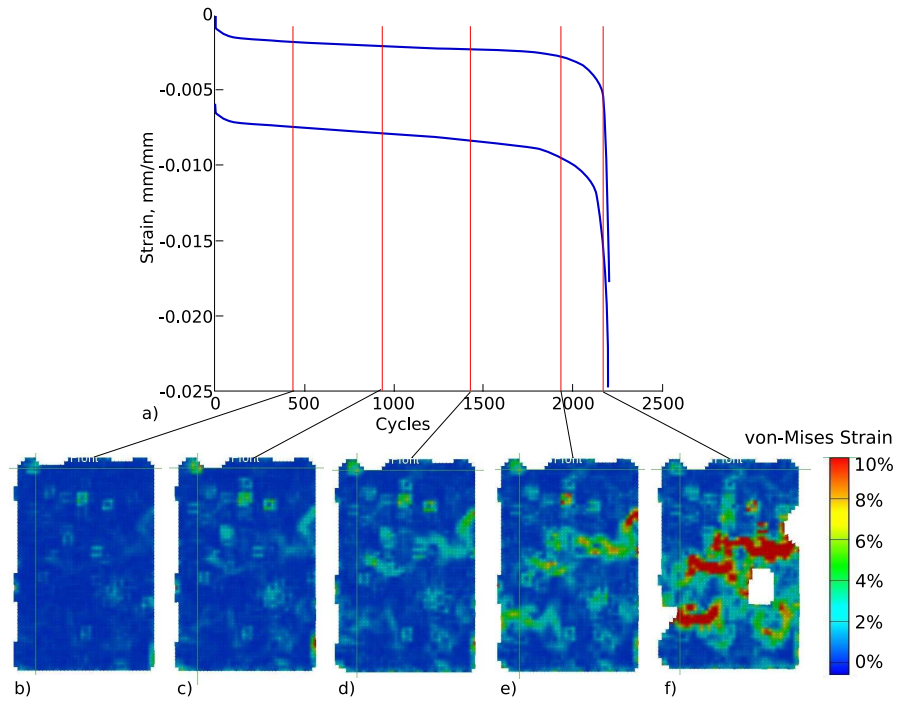 0
-0.005
-0.010
-0.015
-0.020
-0.025
Strain, mm/mm
0 500 1000 1500 2000 2500
Cycles
a)
von-Mises Strain
10%
8%
6%
4%
2%
0%
Front Front Front Front Front
b) c) d) e) f)